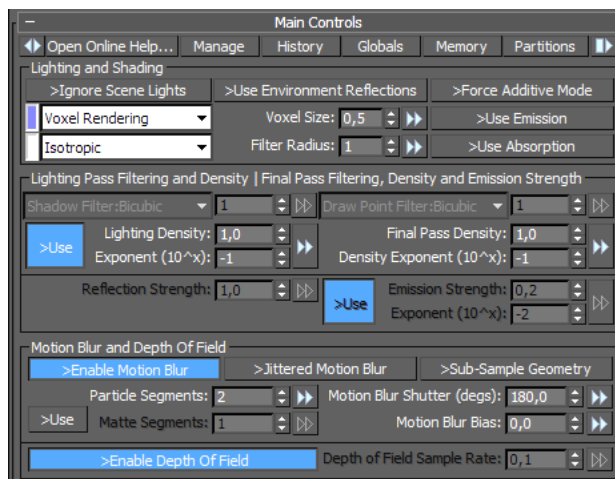 Main Controls
Open Online Help... Manage History Globals Memory Partitions
Lighting and Shading
>Ignore Scene Lights >Use Environment Reflections >Force Additive Mode
Voxel Rendering Voxel Size: 0,5 >Use Emission
Isotropic Filter Radius: 1 >Use Absorption
Lighting Pass Filtering and Density | Final Pass Filtering, Density and Emission Strength
Shadow Filter:Bicubic 1 Draw Point Filter:Bicubic 1
>Use Lighting Density: 1,0 Final Pass Density: 1,0
Exponent (10^x): -1 Density Exponent (10^x): -1
Reflection Strength: 1,0 >Use Emission Strength: 0,2
Exponent (10^x): -2
Motion Blur and Depth Of Field
>Enable Motion Blur >Jittered Motion Blur >Sub-Sample Geometry
Particle Segments: 2 Motion Blur Shutter (degs): 180,0
>Use Matte Segments: 1 Motion Blur Bias: 0,0
>Enable Depth Of Field Depth of Field Sample Rate: 0,1